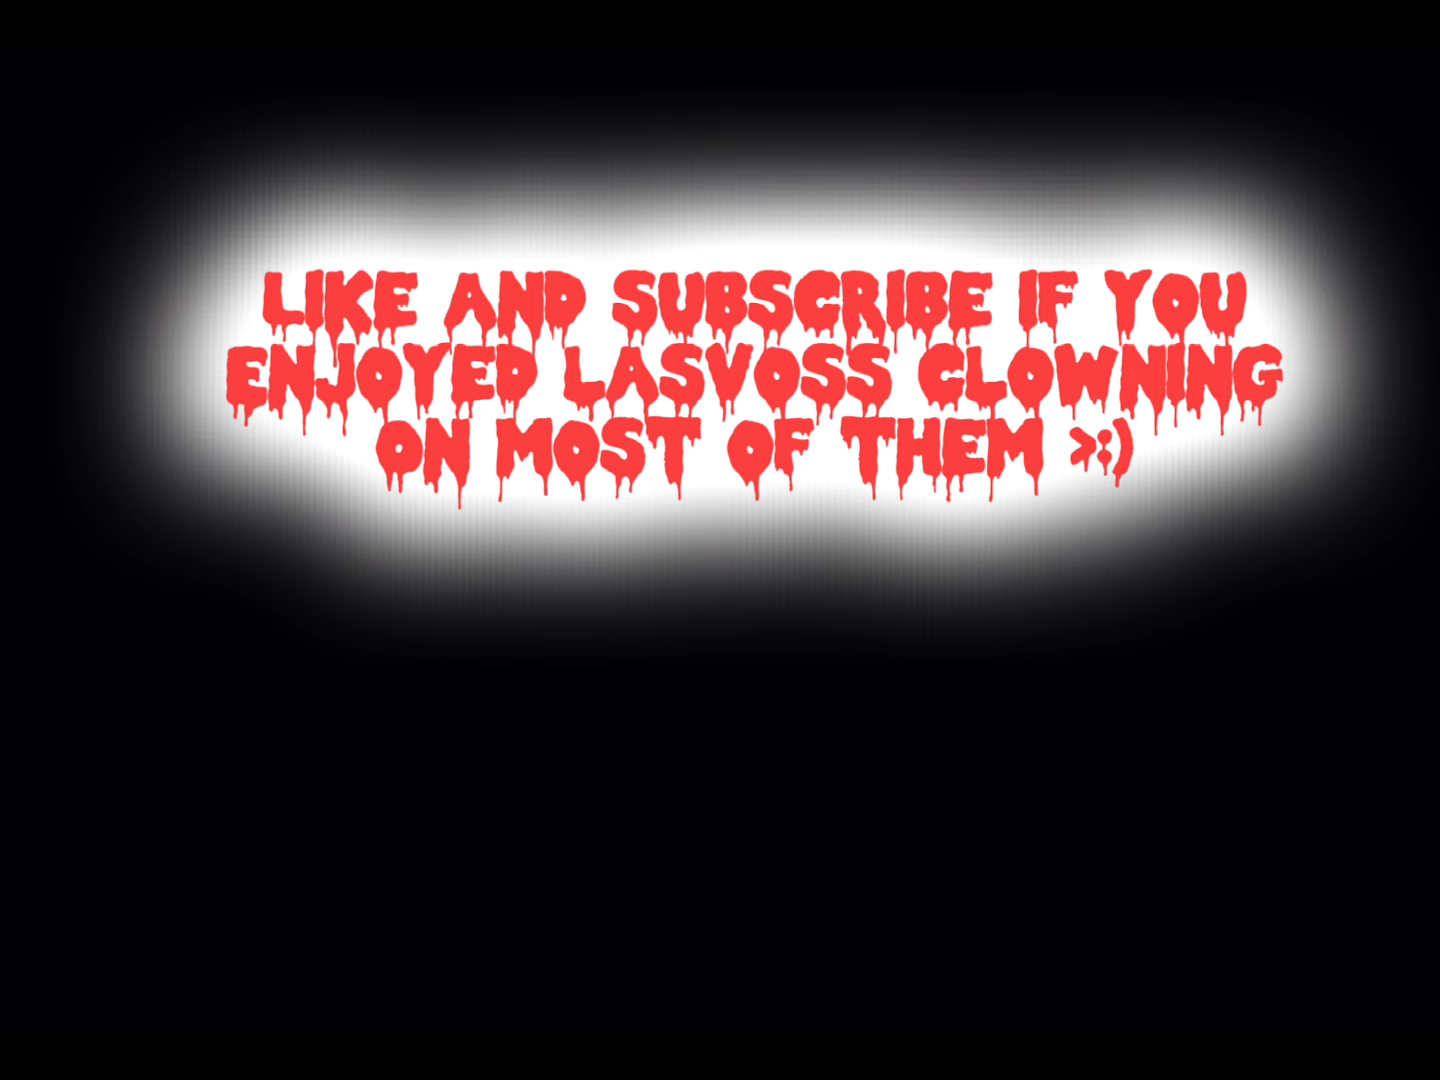 LIKE AND SUBSCRIBE IF YOU
ENJOYED LASVOSS CLOWNING
ON MOST OF THEM >:)